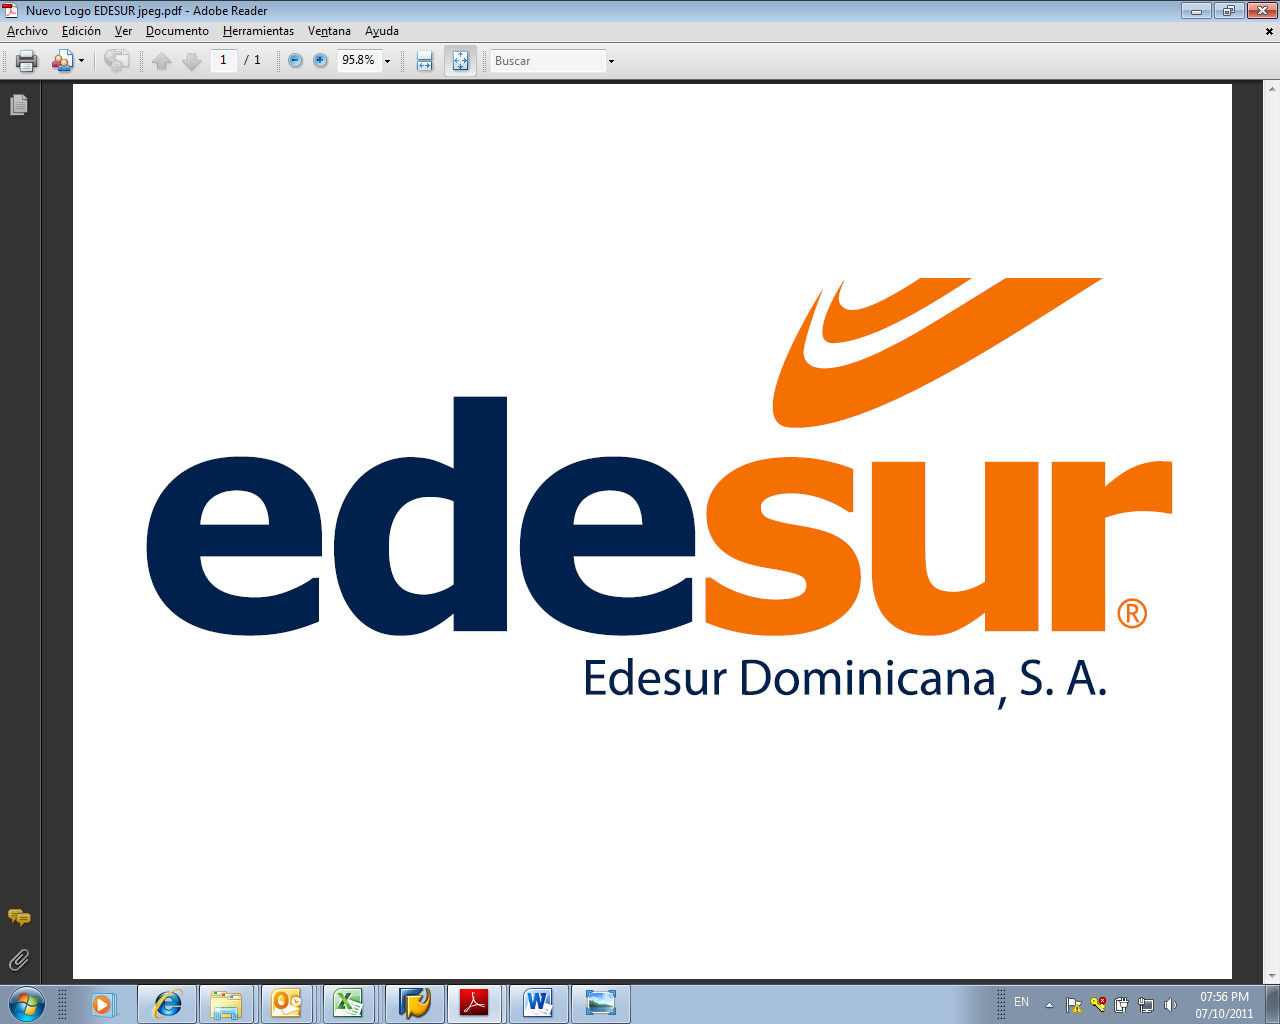 Nuevo Logo EDESUR jpeg.pdf - Adobe Reader
Archivo Edición Ver Documento Herramientas Ventana Ayuda
1 / 1 95.8% Buscar
edesur®
Edesur Dominicana, S. A.
EN 07:56 PM
07/10/2011